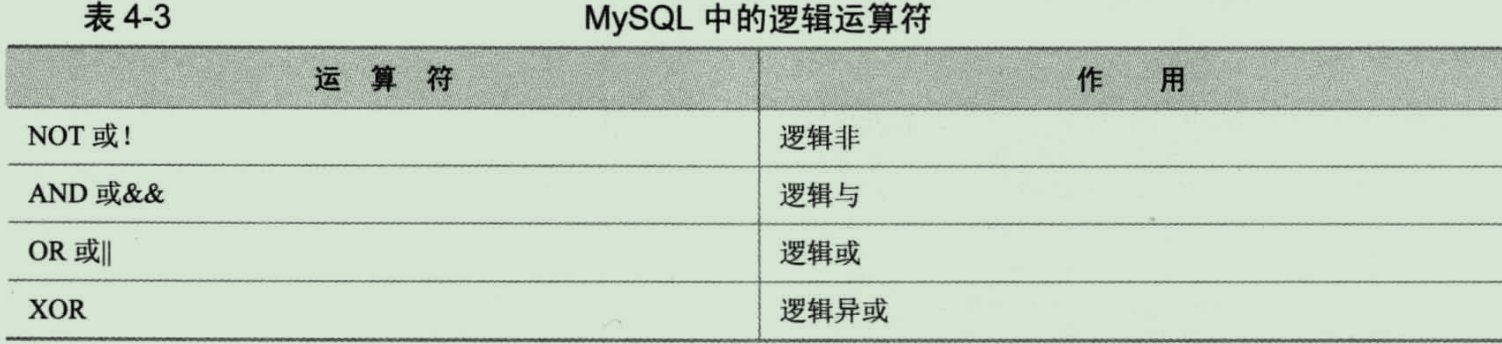 表 4-3 MySQL 中的逻辑运算符
运 算 符 作 用
NOT 或! 逻辑非
AND 或&& 逻辑与
OR 或|| 逻辑或
XOR 逻辑异或